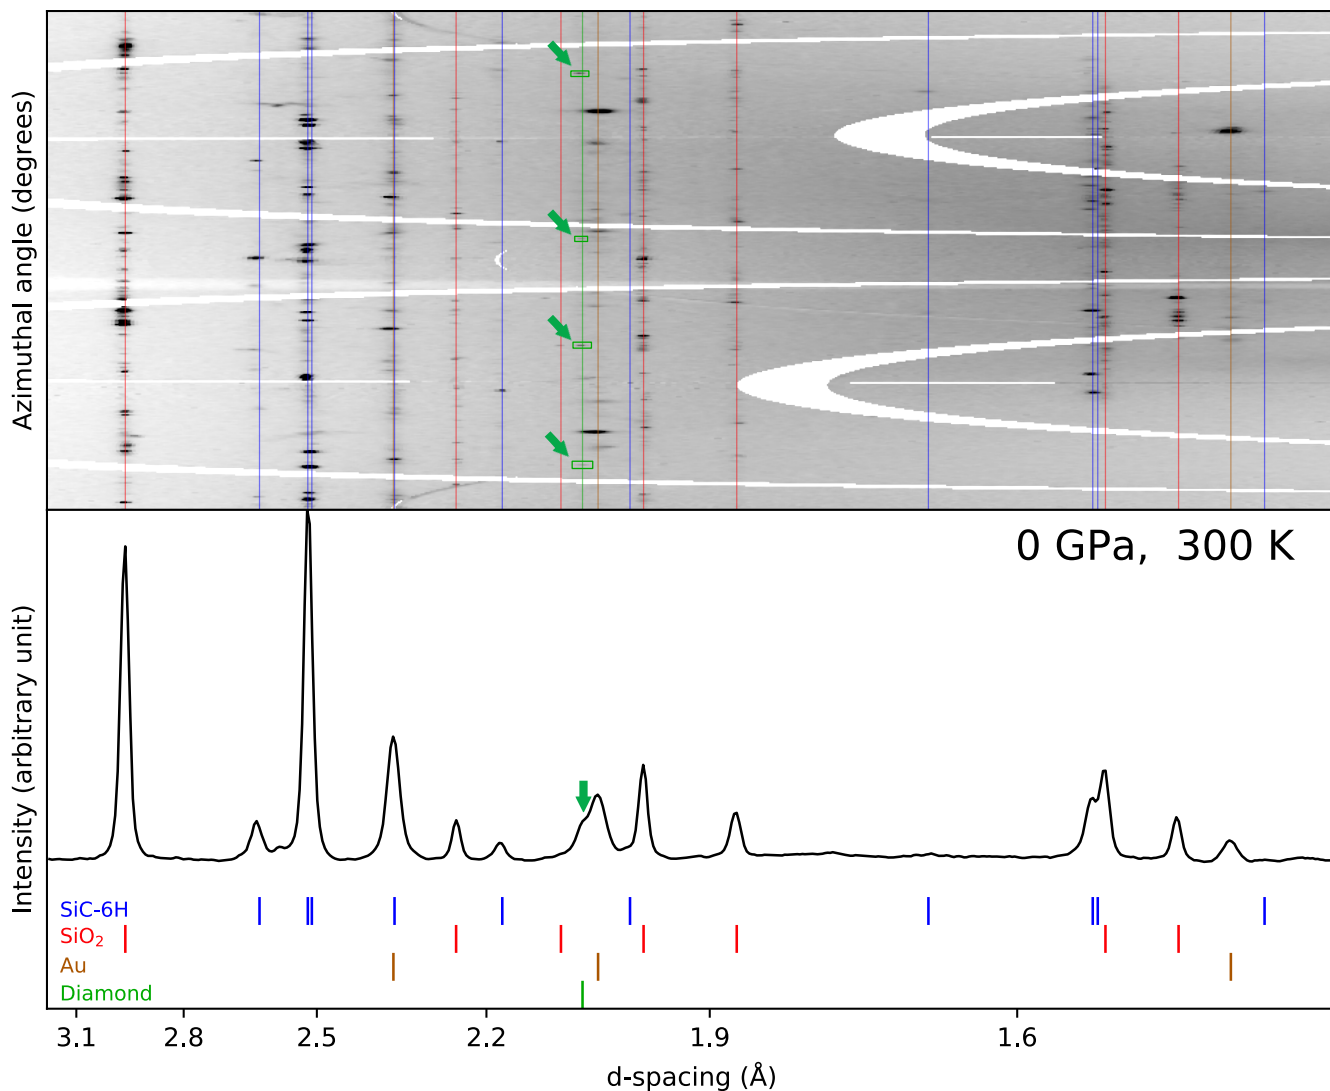 Azimuthal angle (degrees)
0 GPa, 300 K
Intensity (arbitrary unit)
SiC-6H
SiO₂
Au
Diamond
3.1 2.8 2.5 2.2 1.9 1.6
d-spacing (Å)